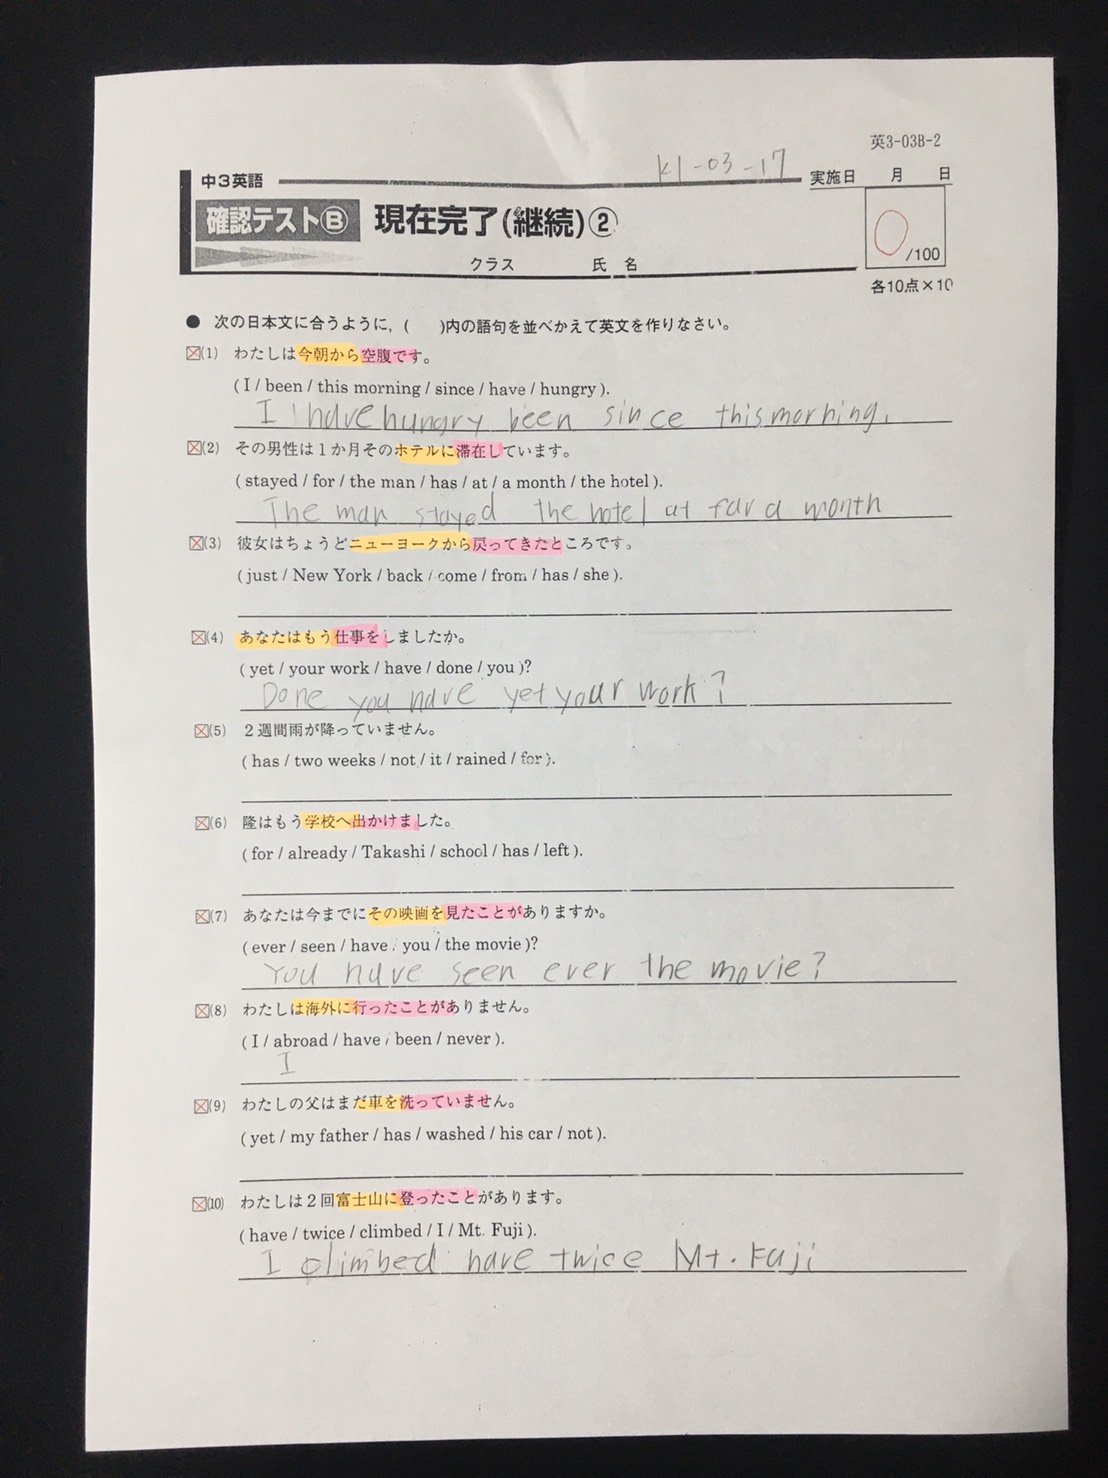 英3-03B-2
K1-03-17
中3英語
実施日 月 日
確認テストⒷ 現在完了(継続)②
0 /100
クラス 氏名
各10点×10
● 次の日本文に合うように,( )内の語句を並べかえて英文を作りなさい。
(1) わたしは今朝から空腹です。
( I / been / this morning / since / have / hungry ).
I have hungry been since this morning.
(2) その男性は1か月そのホテルに滞在しています。
( stayed / for / the man / has / at / a month / the hotel ).
The man stayed the hotel at for a month
(3) 彼女はちょうどニューヨークから戻ってきたところです。
( just / New York / back / come / from / has / she ).
(4) あなたはもう仕事をしましたか。
( yet / your work / have / done / you )?
Done you have yet your work?
(5) 2週間雨が降っていません。
( has / two weeks / not / it / rained / for ).
(6) 隆はもう学校へ出かけました。
( for / already / Takashi / school / has / left ).
(7) あなたは今までにその映画を見たことがありますか。
( ever / seen / have / you / the movie )?
You have seen ever the movie?
(8) わたしは海外に行ったことがありません。
( I / abroad / have / been / never ).
I
(9) わたしの父はまだ車を洗っていません。
( yet / my father / has / washed / his car / not ).
(10) わたしは2回富士山に登ったことがあります。
( have / twice / climbed / I / Mt. Fuji ).
I climbed have twice Mt. Fuji